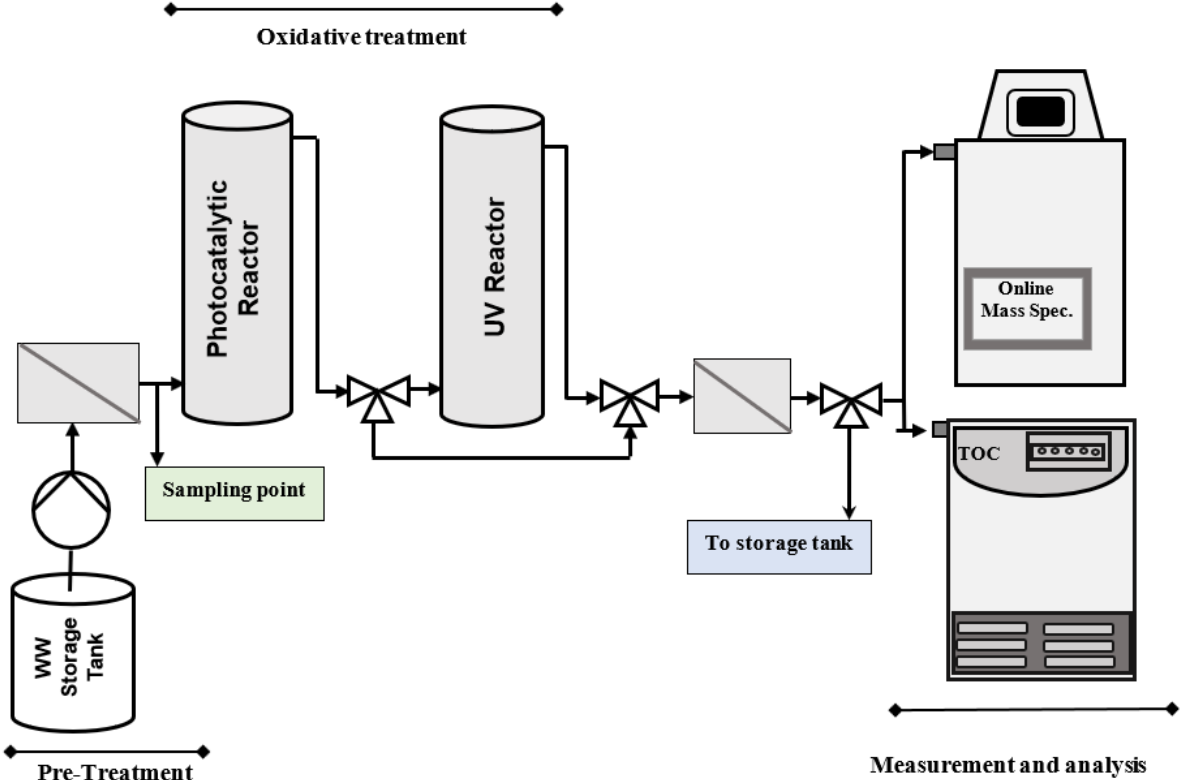 Oxidative treatment
Photocatalytic
Reactor
UV Reactor
Online
Mass Spec.
TOC
Sampling point
To storage tank
WW
Storage
Tank
Pre-Treatment
Measurement and analysis